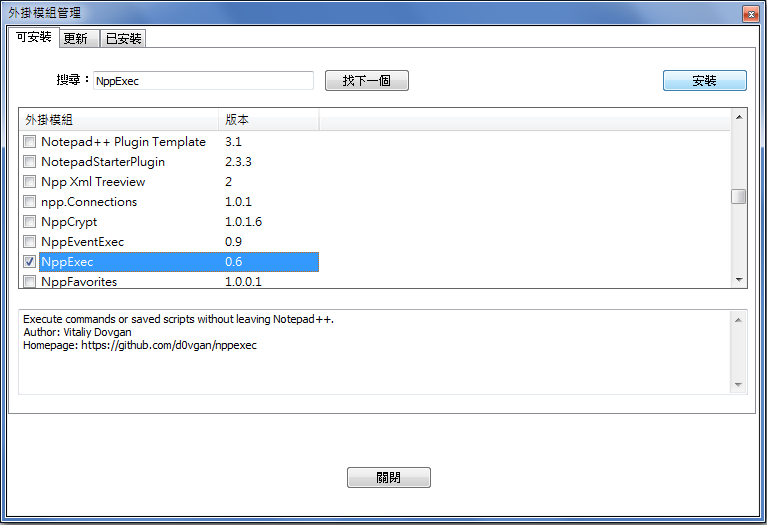 外掛模組管理
可安裝 更新 已安裝
搜尋： NppExec 找下一個 安裝
外掛模組 版本
Notepad++ Plugin Template 3.1
NotepadStarterPlugin 2.3.3
Npp Xml Treeview 2
npp.Connections 1.0.1
NppCrypt 1.0.1.6
NppEventExec 0.9
NppExec 0.6
NppFavorites 1.0.0.1
Execute commands or saved scripts without leaving Notepad++.
Author: Vitaliy Dovgan
Homepage: https://github.com/d0vgan/nppexec
關閉